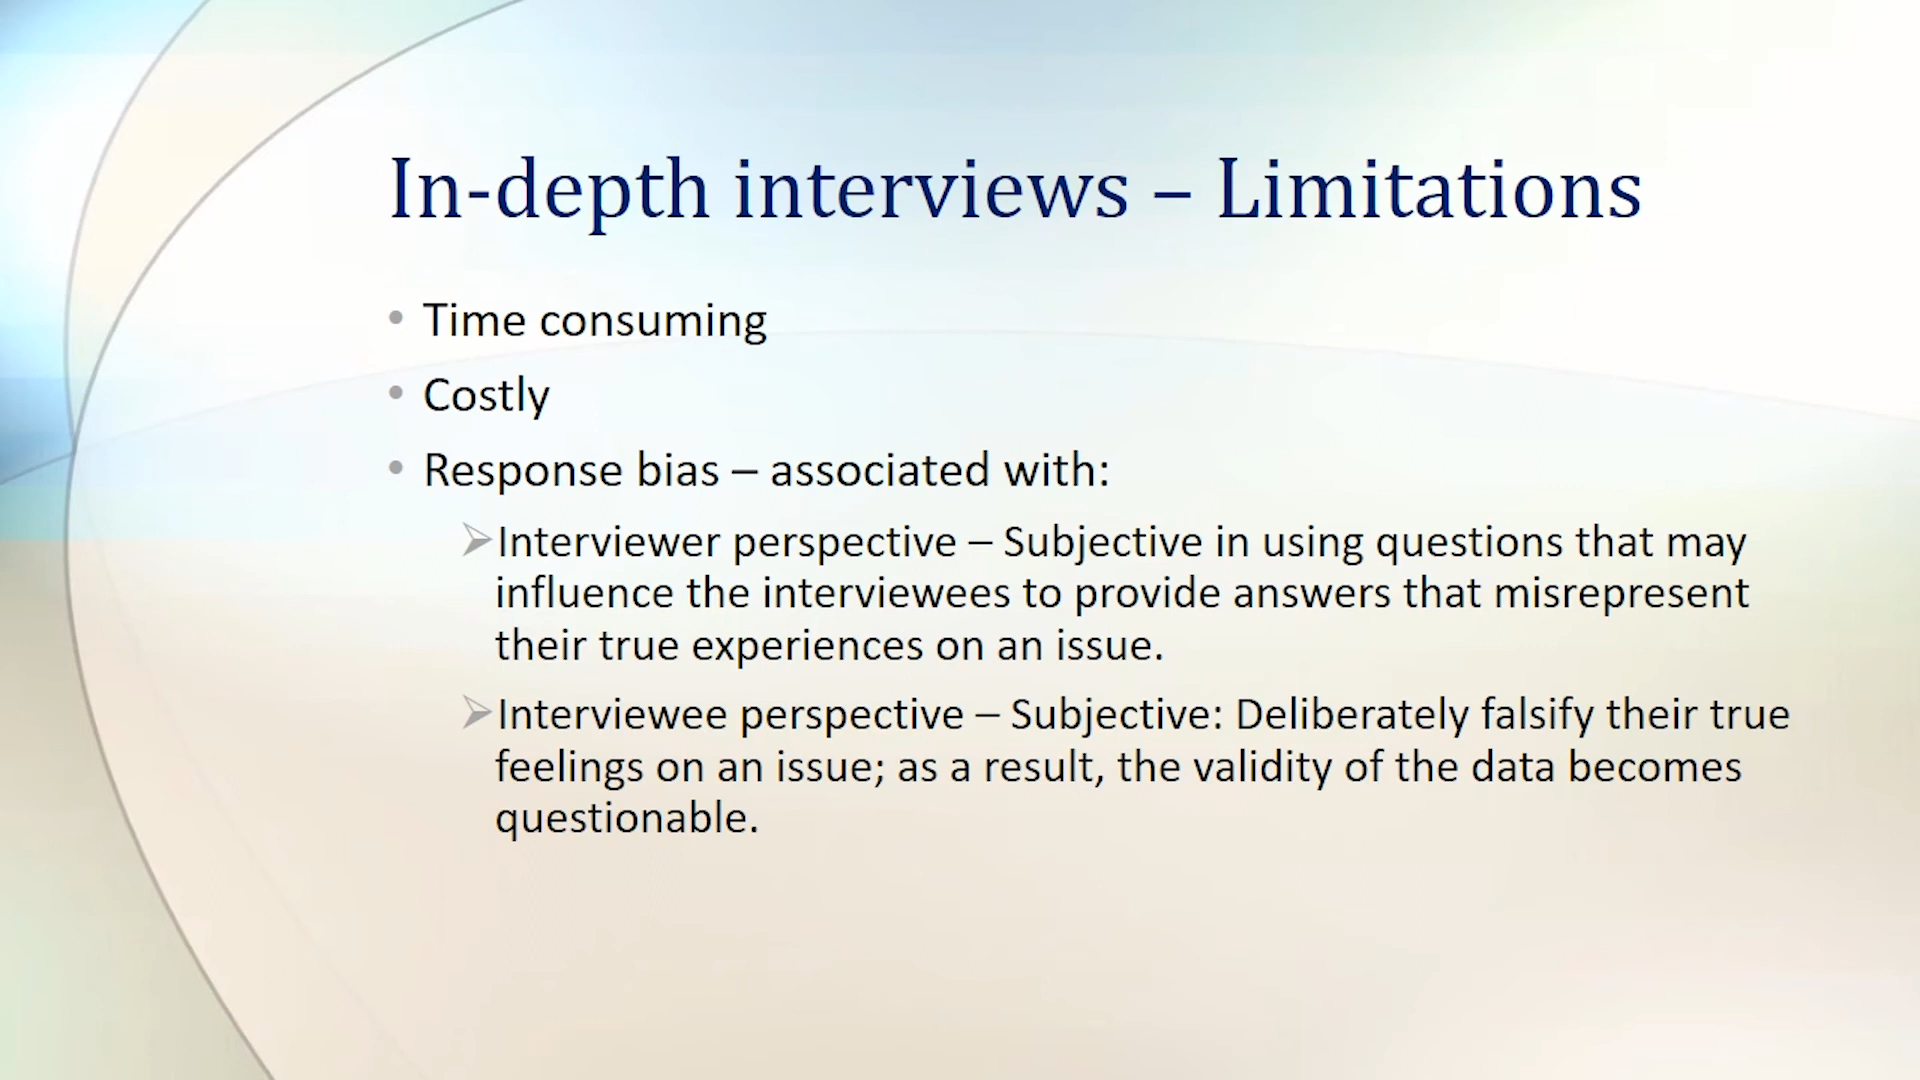 In-depth interviews – Limitations
• Time consuming
• Costly
• Response bias – associated with:
➢Interviewer perspective – Subjective in using questions that may
influence the interviewees to provide answers that misrepresent
their true experiences on an issue.
➢Interviewee perspective – Subjective: Deliberately falsify their true
feelings on an issue; as a result, the validity of the data becomes
questionable.